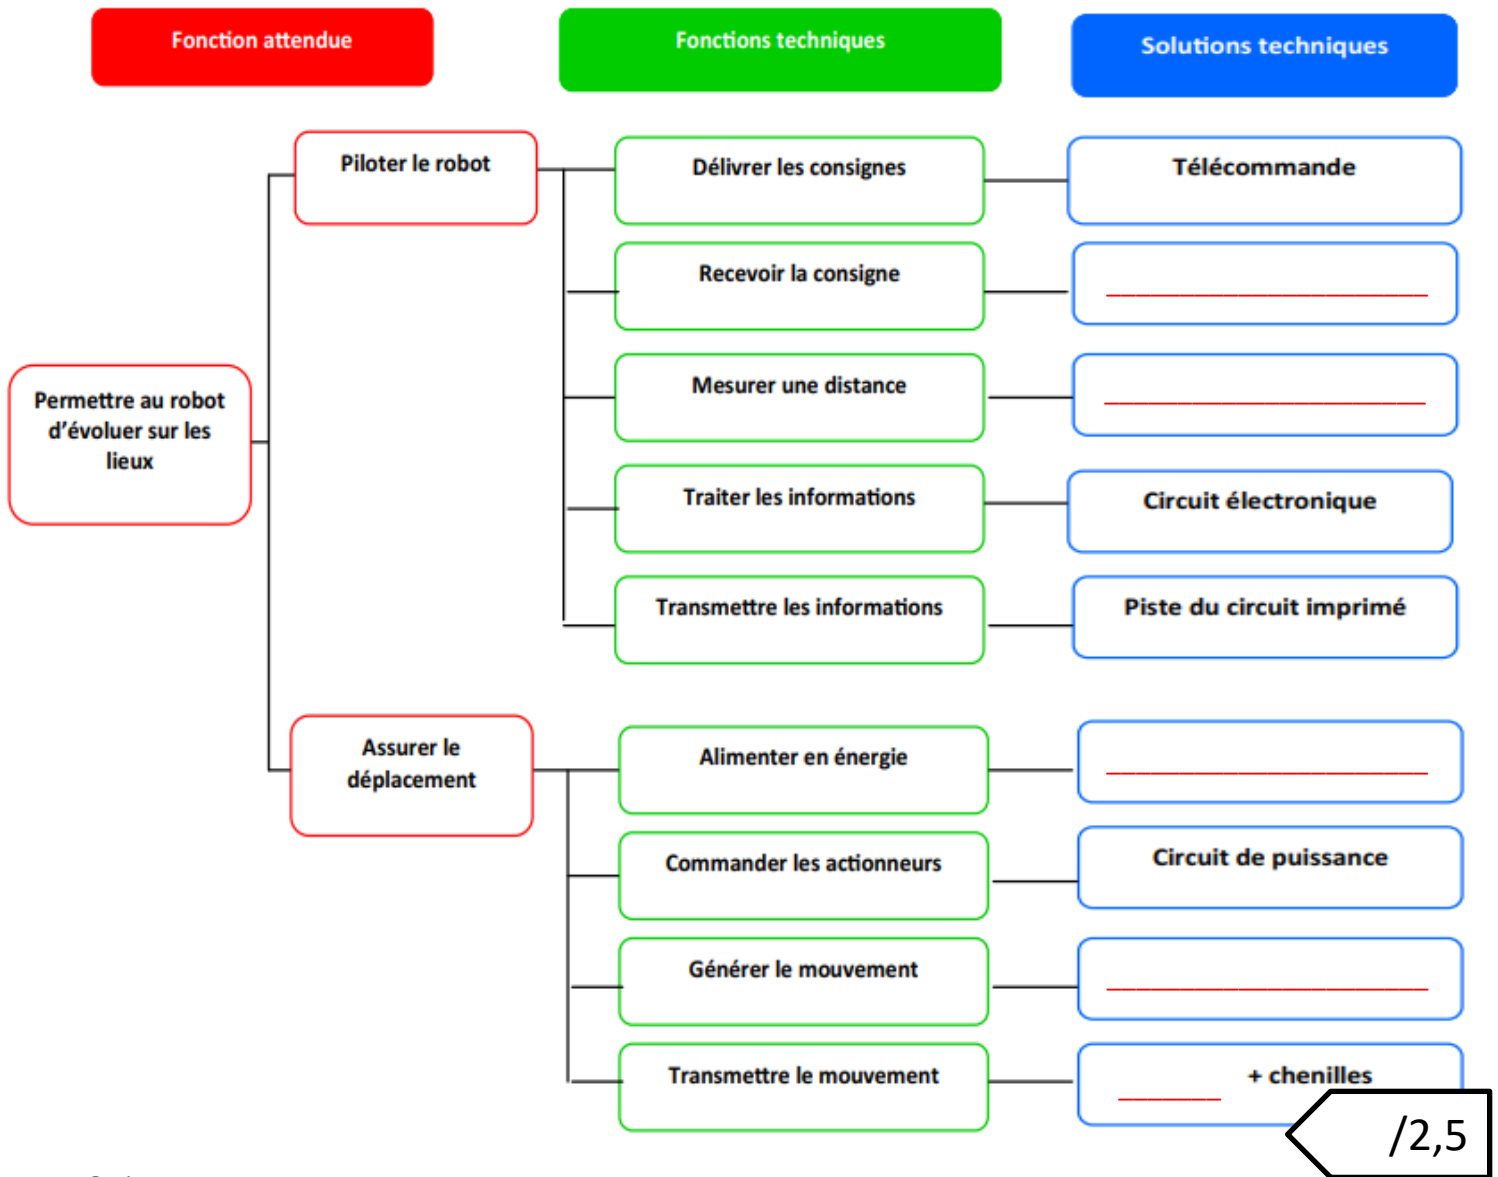 Fonction attendue
Fonctions techniques
Solutions techniques
Piloter le robot
Délivrer les consignes
Télécommande
Recevoir la consigne
Mesurer une distance
Permettre au robot
d'évoluer sur les
lieux
Traiter les informations
Circuit électronique
Transmettre les informations
Piste du circuit imprimé
Assurer le
déplacement
Alimenter en énergie
Commander les actionneurs
Circuit de puissance
Générer le mouvement
Transmettre le mouvement
+ chenilles
/2,5